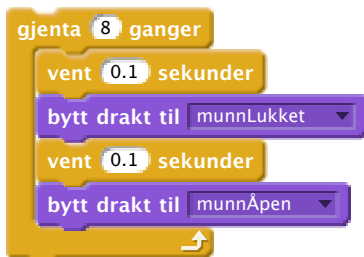 gjenta 8 ganger
vent 0.1 sekunder
bytt drakt til munnLukket
vent 0.1 sekunder
bytt drakt til munnÅpen